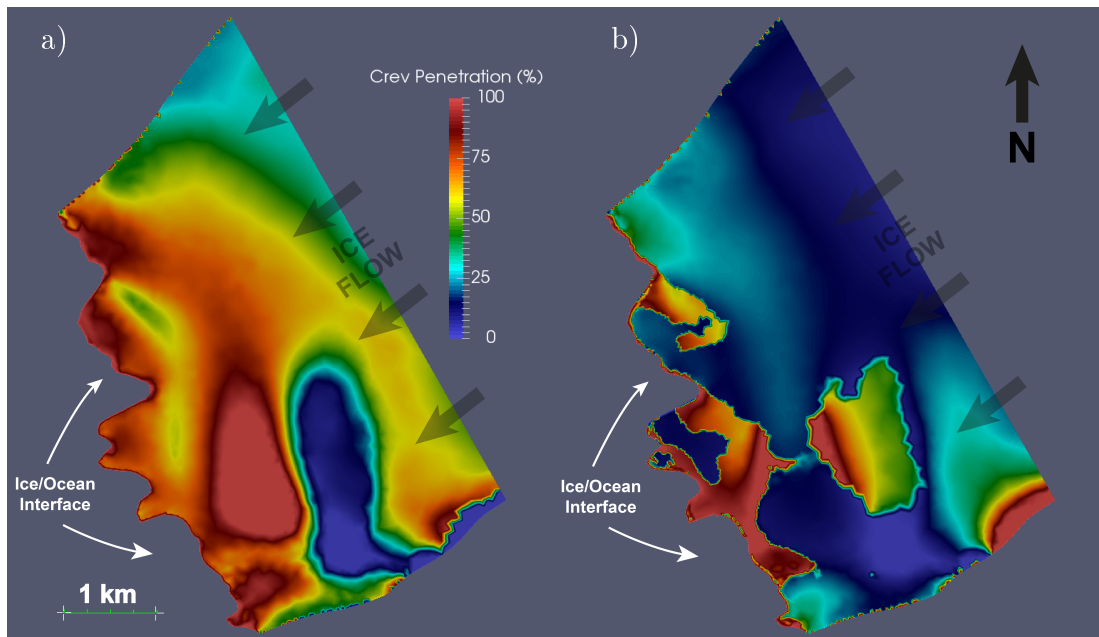 a)
b)
Crev Penetration (%)
100
75
50
25
0
N
ICE
FLOW
ICE
FLOW
Ice/Ocean
Interface
Ice/Ocean
Interface
1 km